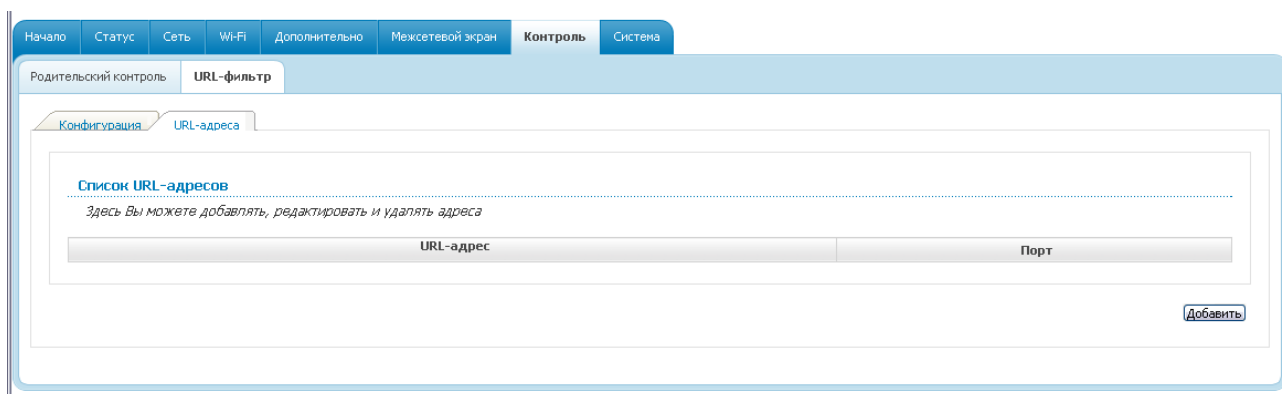 Начало Статус Сеть Wi-Fi Дополнительно Межсетевой экран Контроль Система
Родительский контроль URL-фильтр
Конфигурация URL-адреса
Список URL-адресов
Здесь Вы можете добавлять, редактировать и удалять адреса
URL-адрес Порт
Добавить